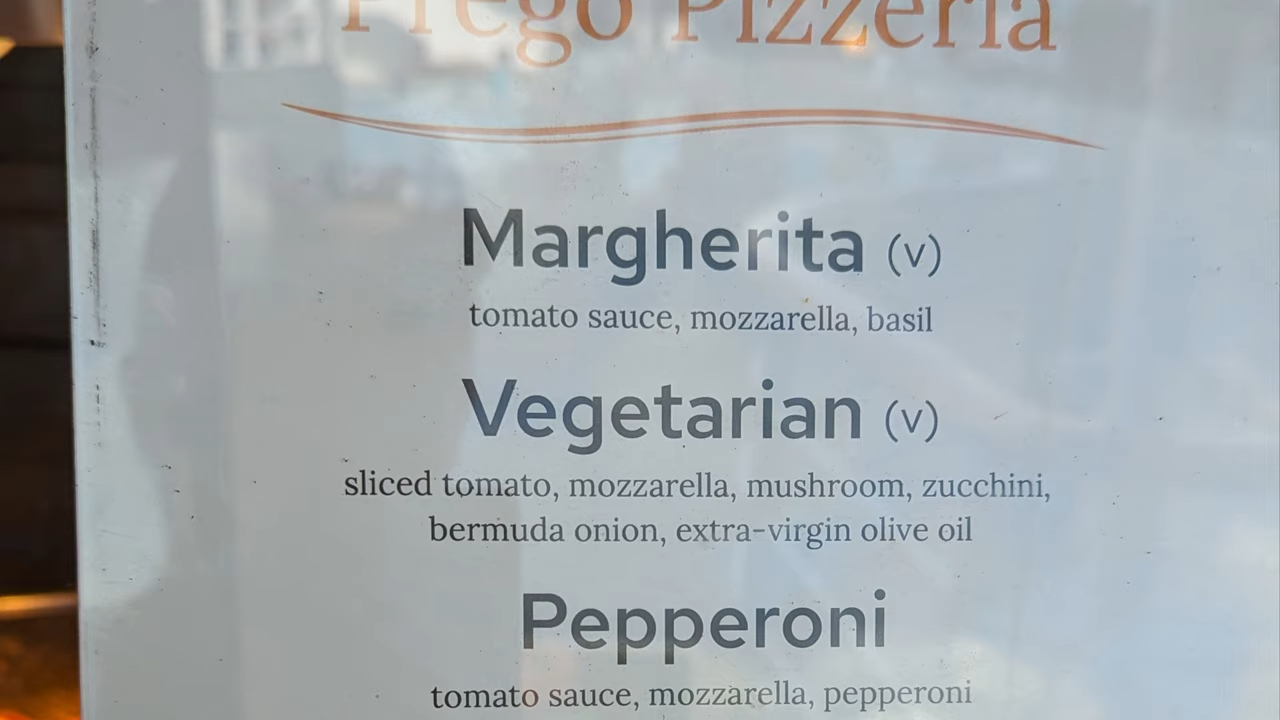 Prego Pizzeria
Margherita (v)
tomato sauce, mozzarella, basil
Vegetarian (v)
sliced tomato, mozzarella, mushroom, zucchini,
bermuda onion, extra-virgin olive oil
Pepperoni
tomato sauce, mozzarella, pepperoni